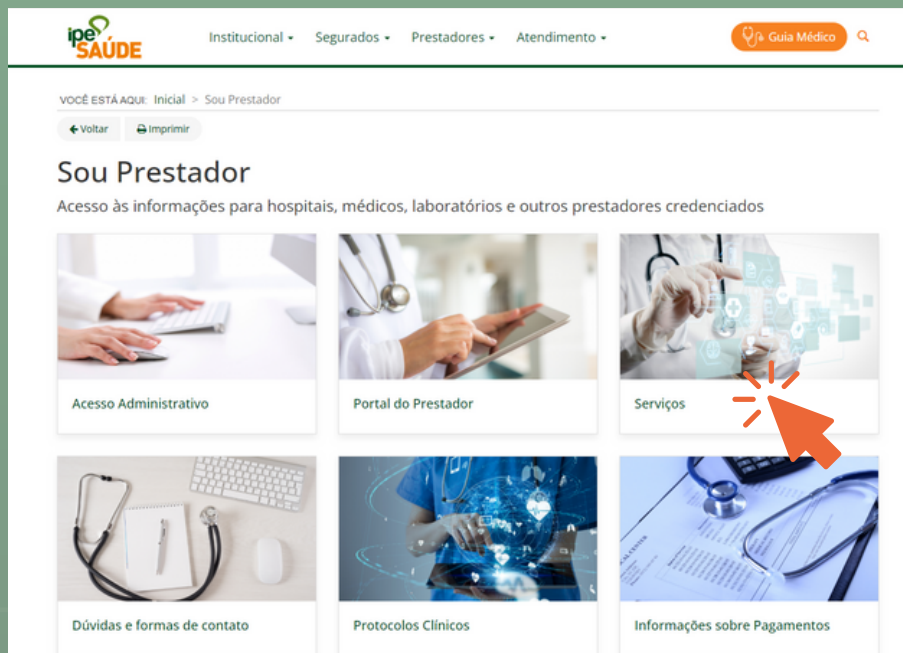 ipe
SAÚDE
Institucional
Segurados
Prestadores
Atendimento
Guia Médico
VOCÊ ESTÁ AQUI: Inicial > Sou Prestador
Voltar
Imprimir
Sou Prestador
Acesso às informações para hospitais, médicos, laboratórios e outros prestadores credenciados
Acesso Administrativo
Portal do Prestador
Serviços
Dúvidas e formas de contato
Protocolos Clínicos
Informações sobre Pagamentos